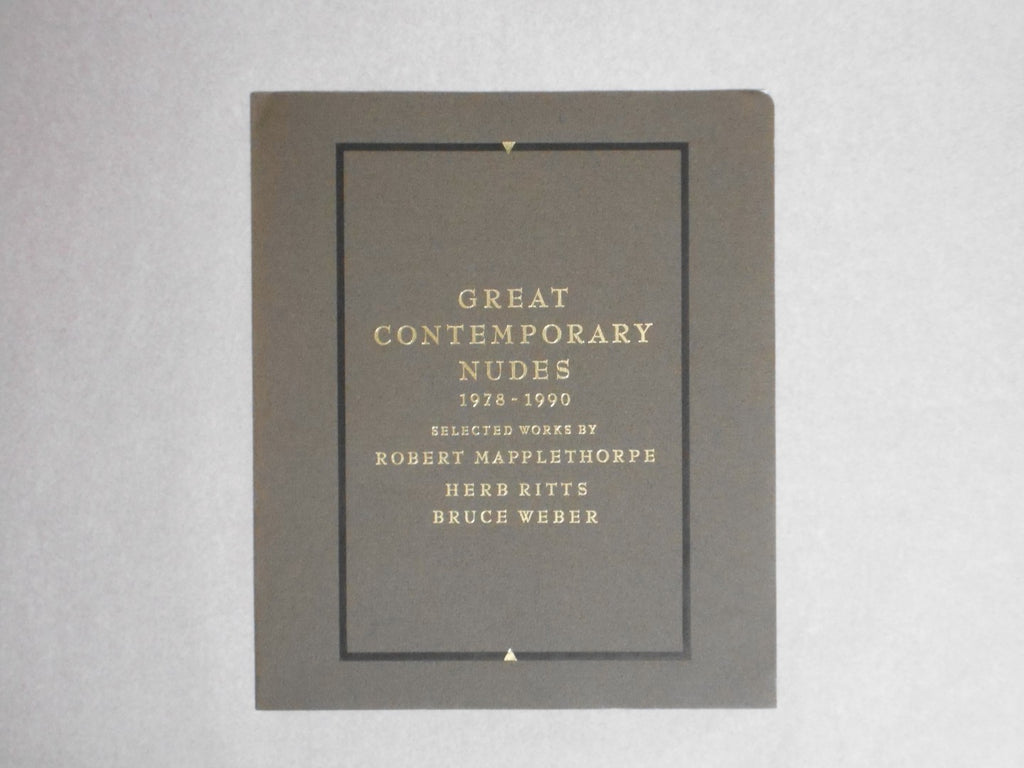 GREAT
CONTEMPORARY
NUDES
1978-1990
SELECTED WORKS BY
ROBERT MAPPLETHORPE
HERB RITTS
BRUCE WEBER